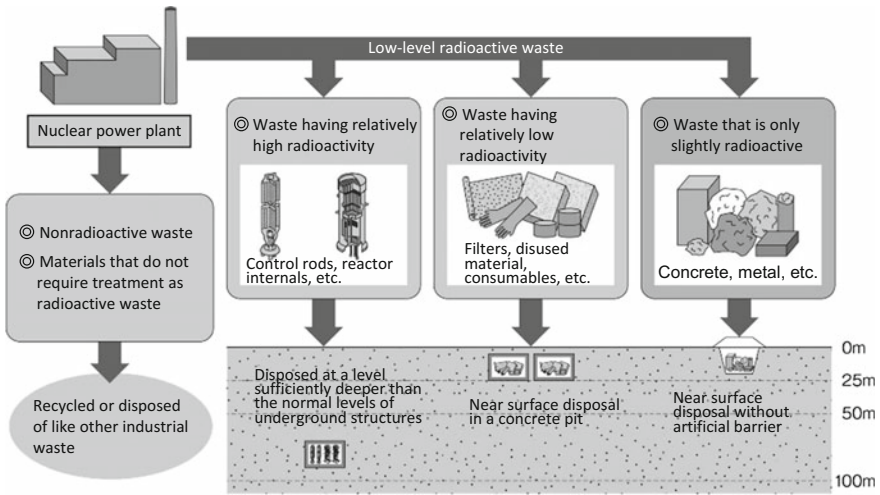 Low-level radioactive waste
Nuclear power plant
◎ Nonradioactive waste
◎ Materials that do not
require treatment as
radioactive waste
Recycled or disposed
of like other industrial
waste
◎ Waste having relatively
high radioactivity
Control rods, reactor
internals, etc.
◎ Waste having
relatively low
radioactivity
Filters, disused
material,
consumables, etc.
◎ Waste that is only
slightly radioactive
Concrete, metal, etc.
Disposed at a level
sufficiently deeper than
the normal levels of
underground structures
Near surface disposal
in a concrete pit
Near surface
disposal without
artificial barrier
0m
25m
50m
100m